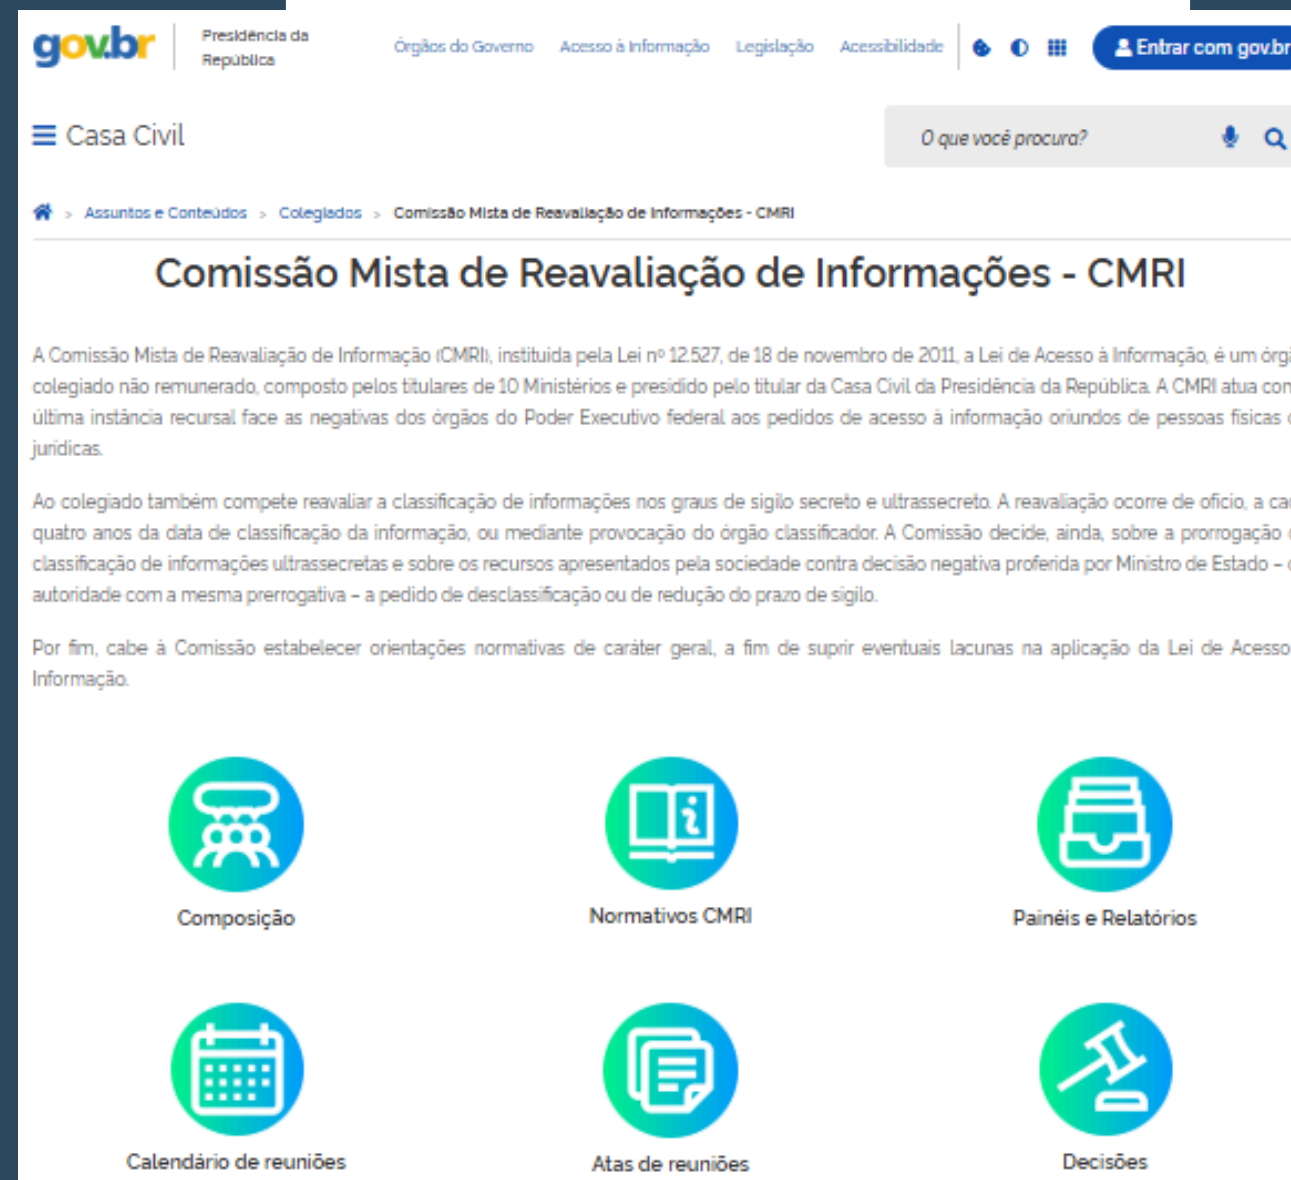 gov.br
Presidência da
República
Órgãos do Governo Acesso à Informação Legislação Acessibilidade
Entrar com gov.br
Casa Civil
O que você procura?
> Assuntos e Conteúdos > Colegiados > Comissão Mista de Reavaliação de Informações - CMRI
Comissão Mista de Reavaliação de Informações - CMRI
A Comissão Mista de Reavaliação de Informação (CMRI), instituída pela Lei nº 12.527, de 18 de novembro de 2011, a Lei de Acesso à Informação, é um órgã
colegiado não remunerado, composto pelos titulares de 10 Ministérios e presidido pelo titular da Casa Civil da Presidência da República. A CMRI atua com
última instância recursal face as negativas dos órgãos do Poder Executivo federal aos pedidos de acesso à informação oriundos de pessoas físicas
jurídicas.
Ao colegiado também compete reavaliar a classificação de informações nos graus de sigilo secreto e ultrassecreto. A reavaliação ocorre de ofício, a cad
quatro anos da data de classificação da informação, ou mediante provocação do órgão classificador. A Comissão decide, ainda, sobre a prorrogação
classificação de informações ultrassecretas e sobre os recursos apresentados pela sociedade contra decisão negativa proferida por Ministro de Estado –
autoridade com a mesma prerrogativa – a pedido de desclassificação ou de redução do prazo de sigilo.
Por fim, cabe à Comissão estabelecer orientações normativas de caráter geral, a fim de suprir eventuais lacunas na aplicação da Lei de Acesso
Informação.
Composição
Normativos CMRI
Painéis e Relatórios
Calendário de reuniões
Atas de reuniões
Decisões